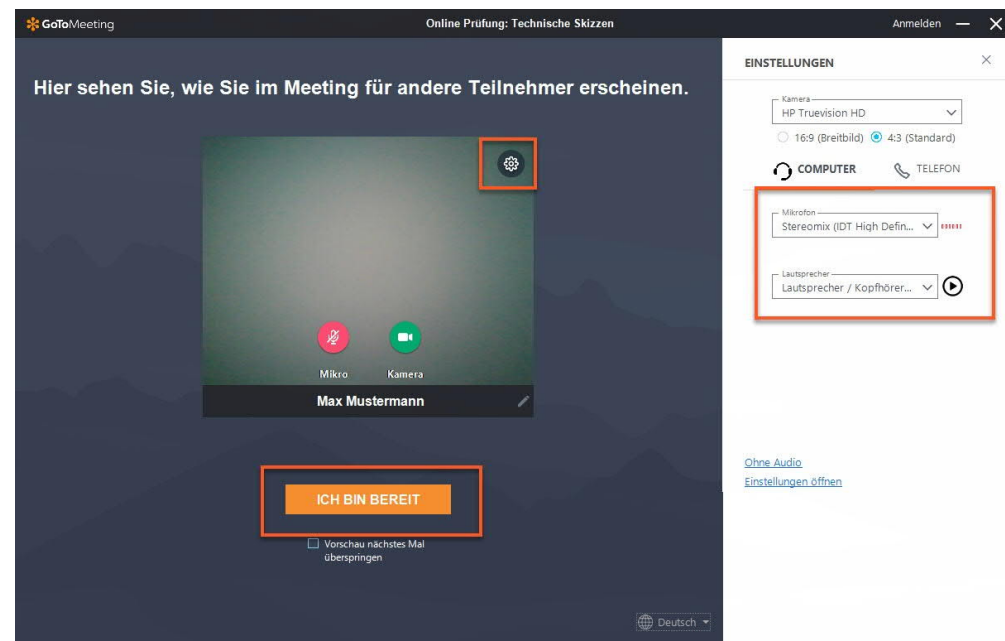 GoToMeeting
Online Prüfung: Technische Skizzen
Anmelden
Hier sehen Sie, wie Sie im Meeting für andere Teilnehmer erscheinen.
Mikro
Kamera
Max Mustermann
ICH BIN BEREIT
Vorschau nächstes Mal
überspringen
Deutsch
EINSTELLUNGEN
Kamera
HP Truevision HD
16:9 (Breitbild)
4:3 (Standard)
COMPUTER
TELEFON
Mikrofon
Stereomix (IDT High Defin...
Lautsprecher
Lautsprecher / Kopfhörer...
Ohne Audio
Einstellungen öffnen